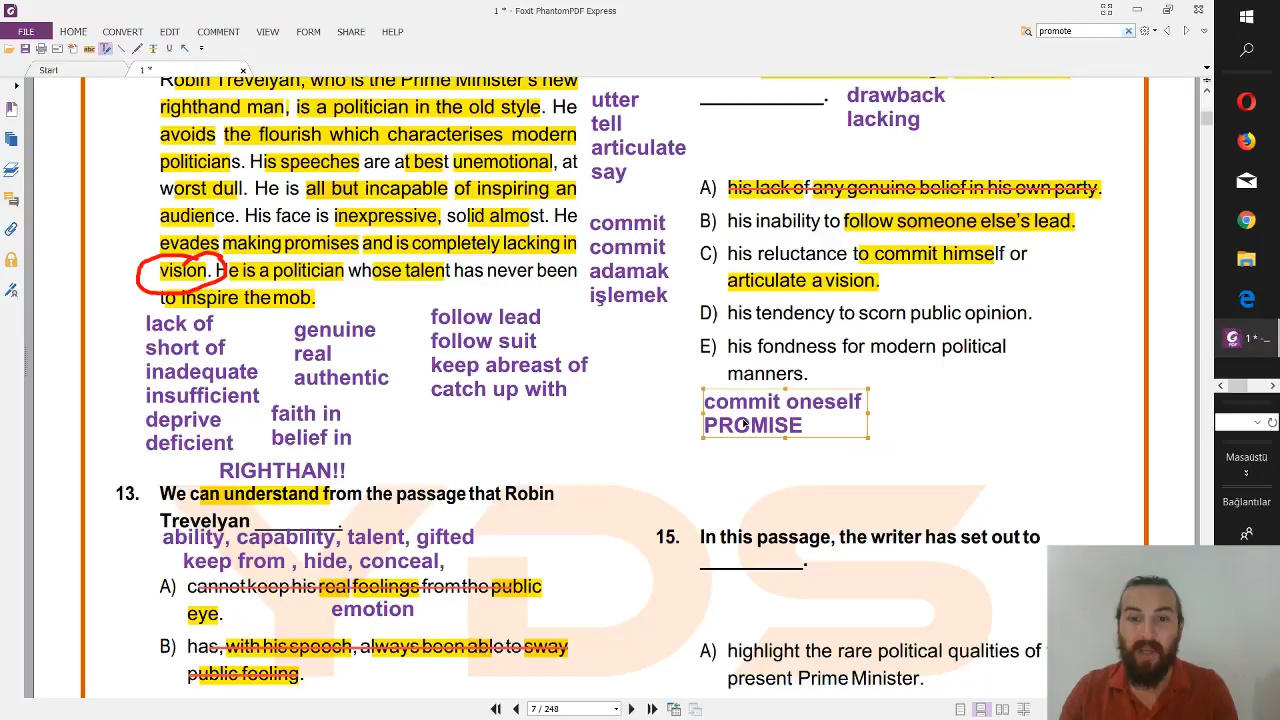 1 * - Foxit PhantomPDF Express
FILE
HOME
CONVERT
EDIT
COMMENT
VIEW
FORM
SHARE
HELP
promote
Start
1 *
Robin Trevelyan, who is the Prime Minister's new
righthand man, is a politician in the old style. He
avoids the flourish which characterises modern
politicians. His speeches are at best unemotional, at
worst dull. He is all but incapable of inspiring an
audience. His face is inexpressive, solid almost. He
evades making promises and is completely lacking in
vision. He is a politician whose talent has never been
to inspire the mob.
utter
tell
articulate
say
commit
commit
adamak
işlemek
lack of
short of
inadequate
insufficient
deprive
deficient
genuine
real
authentic
faith in
belief in
follow lead
follow suit
keep abreast of
catch up with
RIGHTHAN!!
13. We can understand from the passage that Robin
Trevelyan ________.
ability, capability, talent, gifted
keep from , hide, conceal,
A) cannot keep his real feelings from the public
eye.
emotion
B) has, with his speech, always been able to sway
public feeling.
________.
drawback
lacking
A) his lack of any genuine belief in his own party.
B) his inability to follow someone else's lead.
C) his reluctance to commit himself or
articulate a vision.
D) his tendency to scorn public opinion.
E) his fondness for modern political
manners.
commit oneself
PROMISE
15. In this passage, the writer has set out to
________.
A) highlight the rare political qualities of
present Prime Minister.
YDS
7 / 248
1 * -...
Masaüstü
Bağlantılar